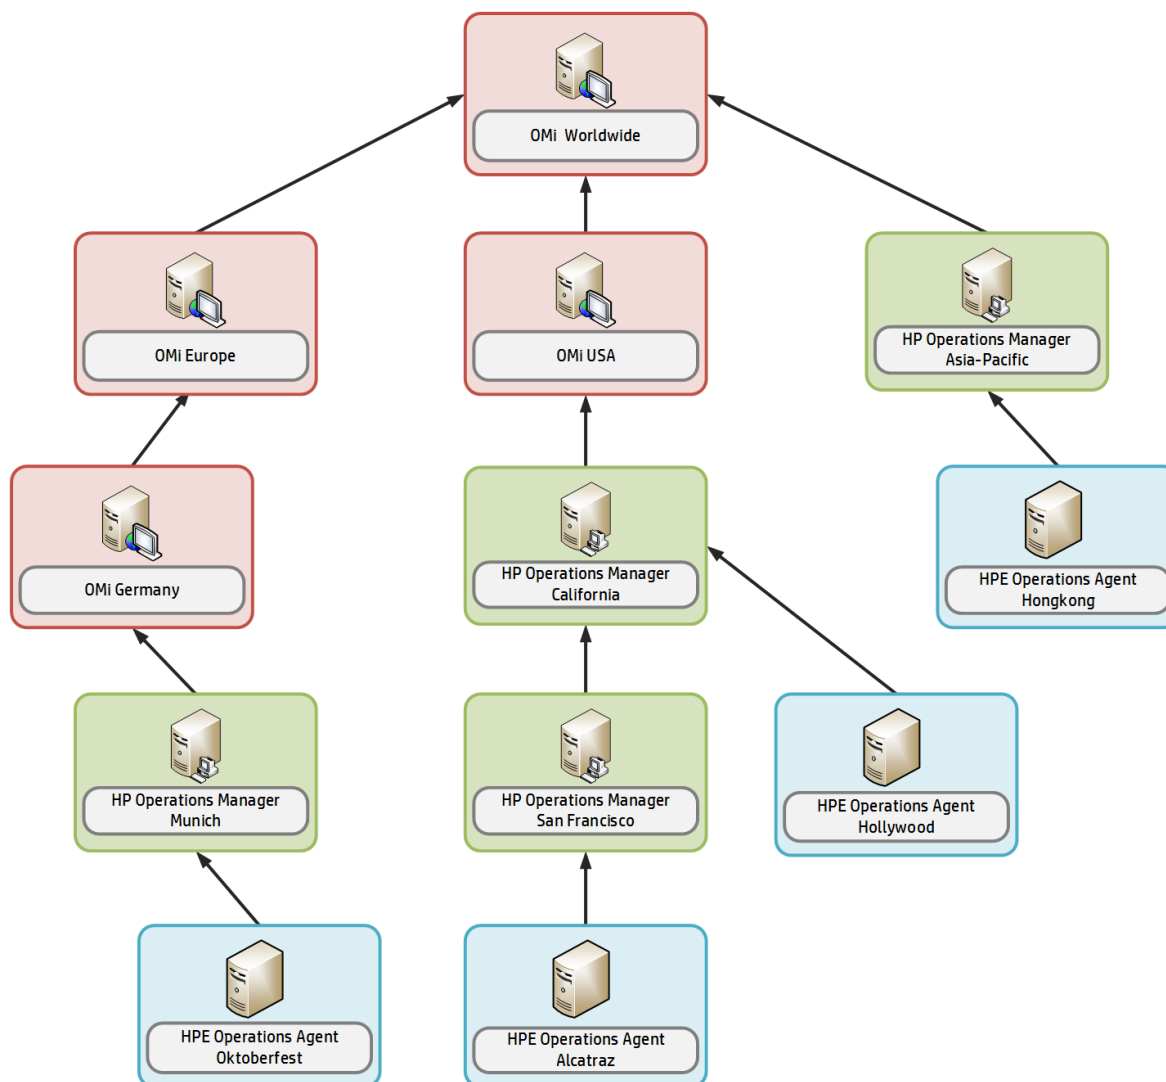 OMi Worldwide
OMi Europe
OMi USA
HP Operations Manager
Asia-Pacific
OMi Germany
HP Operations Manager
California
HPE Operations Agent
Hongkong
HP Operations Manager
Munich
HP Operations Manager
San Francisco
HPE Operations Agent
Hollywood
HPE Operations Agent
Oktoberfest
HPE Operations Agent
Alcatraz